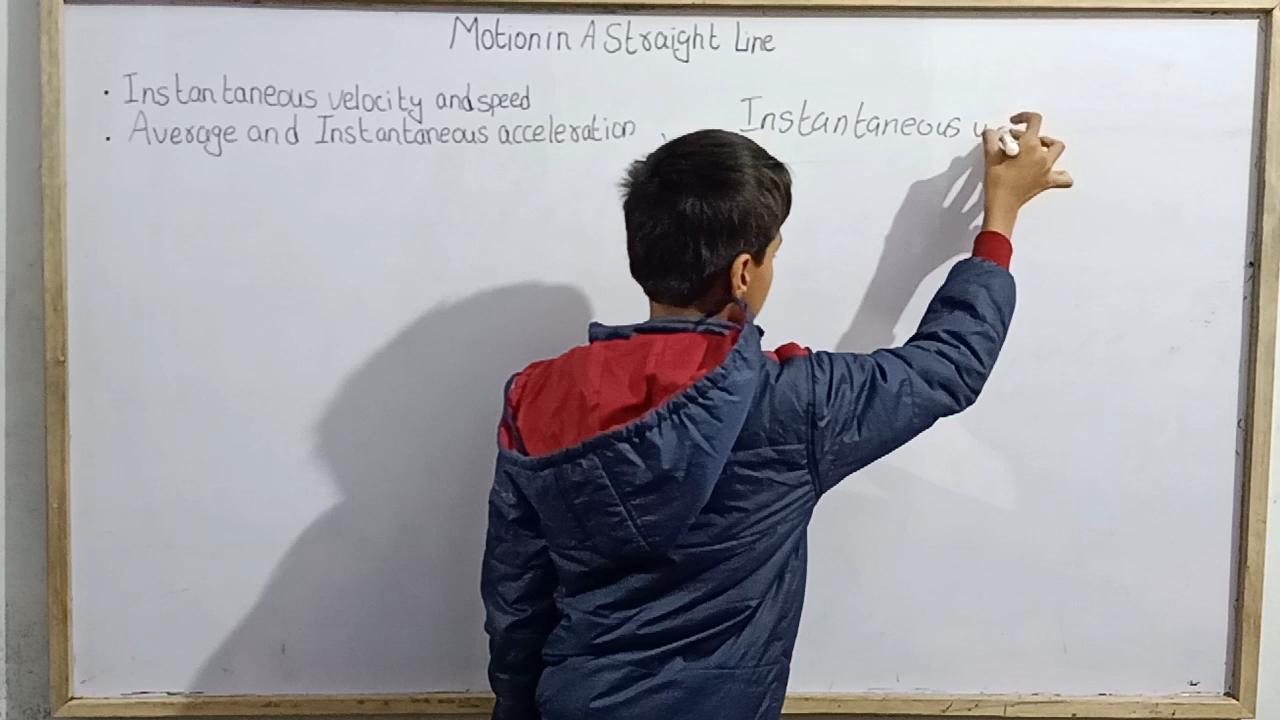 Motion in A Straight Line
· Instantaneous velocity and speed
· Average and Instantaneous acceleration
Instantaneous